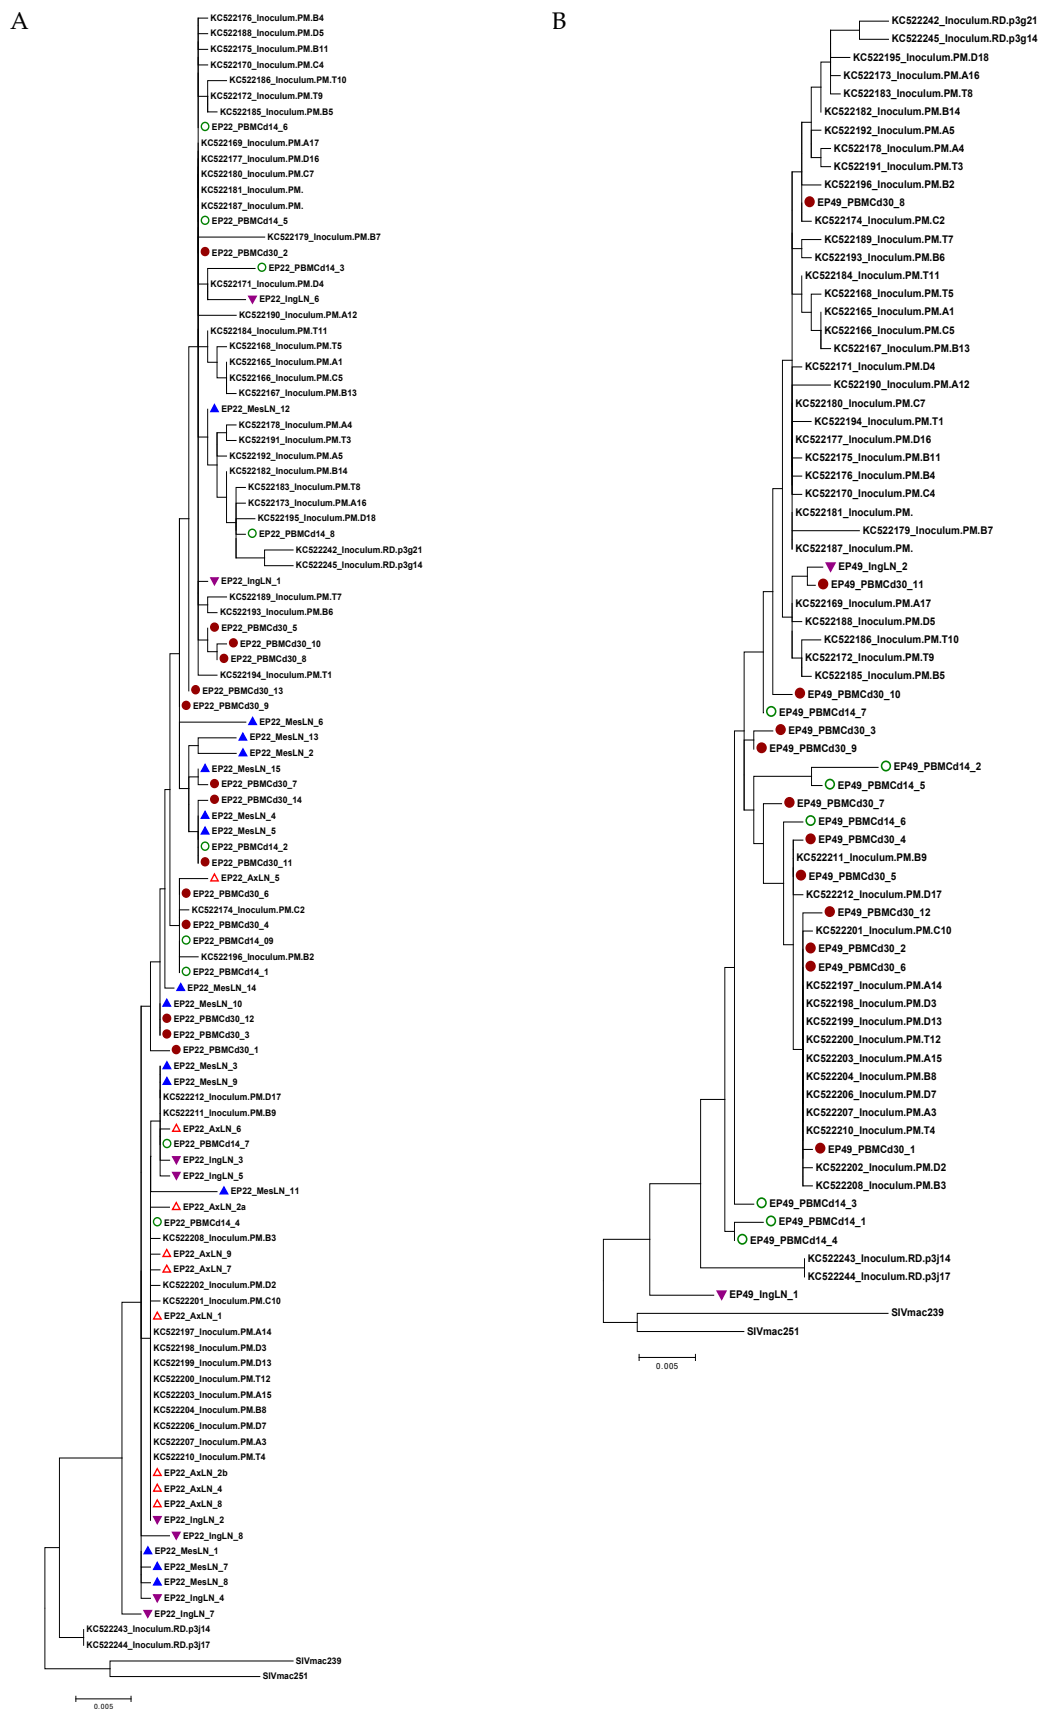 A
KC522176_Inoculum.PM.B4
KC522188_Inoculum.PM.D5
KC522175_Inoculum.PM.B11
KC522170_Inoculum.PM.C4
KC522186_Inoculum.PM.T10
KC522172_Inoculum.PM.T9
KC522185_Inoculum.PM.B5
EP22_PBMCd14_6
KC522169_Inoculum.PM.A17
KC522177_Inoculum.PM.D16
KC522180_Inoculum.PM.C7
KC522181_Inoculum.PM.
KC522187_Inoculum.PM.
EP22_PBMCd14_5
KC522179_Inoculum.PM.B7
EP22_PBMCd30_2
EP22_PBMCd14_3
KC522171_Inoculum.PM.D4
EP22_IngLN_6
KC522190_Inoculum.PM.A12
KC522184_Inoculum.PM.T11
KC522168_Inoculum.PM.T5
KC522165_Inoculum.PM.A1
KC522166_Inoculum.PM.C5
KC522167_Inoculum.PM.B13
EP22_MesLN_12
KC522178_Inoculum.PM.A4
KC522191_Inoculum.PM.T3
KC522192_Inoculum.PM.A5
KC522182_Inoculum.PM.B14
KC522183_Inoculum.PM.T8
KC522173_Inoculum.PM.A16
KC522195_Inoculum.PM.D18
EP22_PBMCd14_8
KC522242_Inoculum.RD.p3g21
KC522245_Inoculum.RD.p3g14
EP22_IngLN_1
KC522189_Inoculum.PM.T7
KC522193_Inoculum.PM.B6
EP22_PBMCd30_5
EP22_PBMCd30_10
EP22_PBMCd30_8
KC522194_Inoculum.PM.T1
EP22_PBMCd30_13
EP22_PBMCd30_9
EP22_MesLN_6
EP22_MesLN_13
EP22_MesLN_2
EP22_MesLN_15
EP22_PBMCd30_7
EP22_PBMCd30_14
EP22_MesLN_4
EP22_MesLN_5
EP22_PBMCd14_2
EP22_PBMCd30_11
EP22_AxLN_5
EP22_PBMCd30_6
KC522174_Inoculum.PM.C2
EP22_PBMCd30_4
EP22_PBMCd14_09
KC522196_Inoculum.PM.B2
EP22_PBMCd14_1
EP22_MesLN_14
EP22_MesLN_10
EP22_PBMCd30_12
EP22_PBMCd30_3
EP22_PBMCd30_1
EP22_MesLN_3
EP22_MesLN_9
KC522212_Inoculum.PM.D17
KC522211_Inoculum.PM.B9
EP22_AxLN_6
EP22_PBMCd14_7
EP22_IngLN_3
EP22_IngLN_5
EP22_MesLN_11
EP22_AxLN_2a
EP22_PBMCd14_4
KC522208_Inoculum.PM.B3
EP22_AxLN_9
EP22_AxLN_7
KC522202_Inoculum.PM.D2
KC522201_Inoculum.PM.C10
EP22_AxLN_1
KC522197_Inoculum.PM.A14
KC522198_Inoculum.PM.D3
KC522199_Inoculum.PM.D13
KC522200_Inoculum.PM.T12
KC522203_Inoculum.PM.A15
KC522204_Inoculum.PM.B8
KC522206_Inoculum.PM.D7
KC522207_Inoculum.PM.A3
KC522210_Inoculum.PM.T4
EP22_AxLN_2b
EP22_AxLN_4
EP22_AxLN_8
EP22_IngLN_2
EP22_IngLN_8
EP22_MesLN_1
EP22_MesLN_7
EP22_MesLN_8
EP22_IngLN_4
EP22_IngLN_7
KC522243_Inoculum.RD.p3j14
KC522244_Inoculum.RD.p3j17
SIVmac239
SIVmac251
0.005
B
KC522242_Inoculum.RD.p3g21
KC522245_Inoculum.RD.p3g14
KC522195_Inoculum.PM.D18
KC522173_Inoculum.PM.A16
KC522183_Inoculum.PM.T8
KC522182_Inoculum.PM.B14
KC522192_Inoculum.PM.A5
KC522178_Inoculum.PM.A4
KC522191_Inoculum.PM.T3
KC522196_Inoculum.PM.B2
EP49_PBMCd30_8
KC522174_Inoculum.PM.C2
KC522189_Inoculum.PM.T7
KC522193_Inoculum.PM.B6
KC522184_Inoculum.PM.T11
KC522168_Inoculum.PM.T5
KC522165_Inoculum.PM.A1
KC522166_Inoculum.PM.C5
KC522167_Inoculum.PM.B13
KC522171_Inoculum.PM.D4
KC522190_Inoculum.PM.A12
KC522180_Inoculum.PM.C7
KC522194_Inoculum.PM.T1
KC522177_Inoculum.PM.D16
KC522175_Inoculum.PM.B11
KC522176_Inoculum.PM.B4
KC522170_Inoculum.PM.C4
KC522181_Inoculum.PM.
KC522179_Inoculum.PM.B7
KC522187_Inoculum.PM.
EP49_IngLN_2
EP49_PBMCd30_11
KC522169_Inoculum.PM.A17
KC522188_Inoculum.PM.D5
KC522186_Inoculum.PM.T10
KC522172_Inoculum.PM.T9
KC522185_Inoculum.PM.B5
EP49_PBMCd30_10
EP49_PBMCd14_7
EP49_PBMCd30_3
EP49_PBMCd30_9
EP49_PBMCd14_2
EP49_PBMCd14_5
EP49_PBMCd30_7
EP49_PBMCd14_6
EP49_PBMCd30_4
KC522211_Inoculum.PM.B9
EP49_PBMCd30_5
KC522212_Inoculum.PM.D17
EP49_PBMCd30_12
KC522201_Inoculum.PM.C10
EP49_PBMCd30_2
EP49_PBMCd30_6
KC522197_Inoculum.PM.A14
KC522198_Inoculum.PM.D3
KC522199_Inoculum.PM.D13
KC522200_Inoculum.PM.T12
KC522203_Inoculum.PM.A15
KC522204_Inoculum.PM.B8
KC522206_Inoculum.PM.D7
KC522207_Inoculum.PM.A3
KC522210_Inoculum.PM.T4
EP49_PBMCd30_1
KC522202_Inoculum.PM.D2
KC522208_Inoculum.PM.B3
EP49_PBMCd14_3
EP49_PBMCd14_1
EP49_PBMCd14_4
KC522243_Inoculum.RD.p3j14
KC522244_Inoculum.RD.p3j17
EP49_IngLN_1
SIVmac239
SIVmac251
0.005